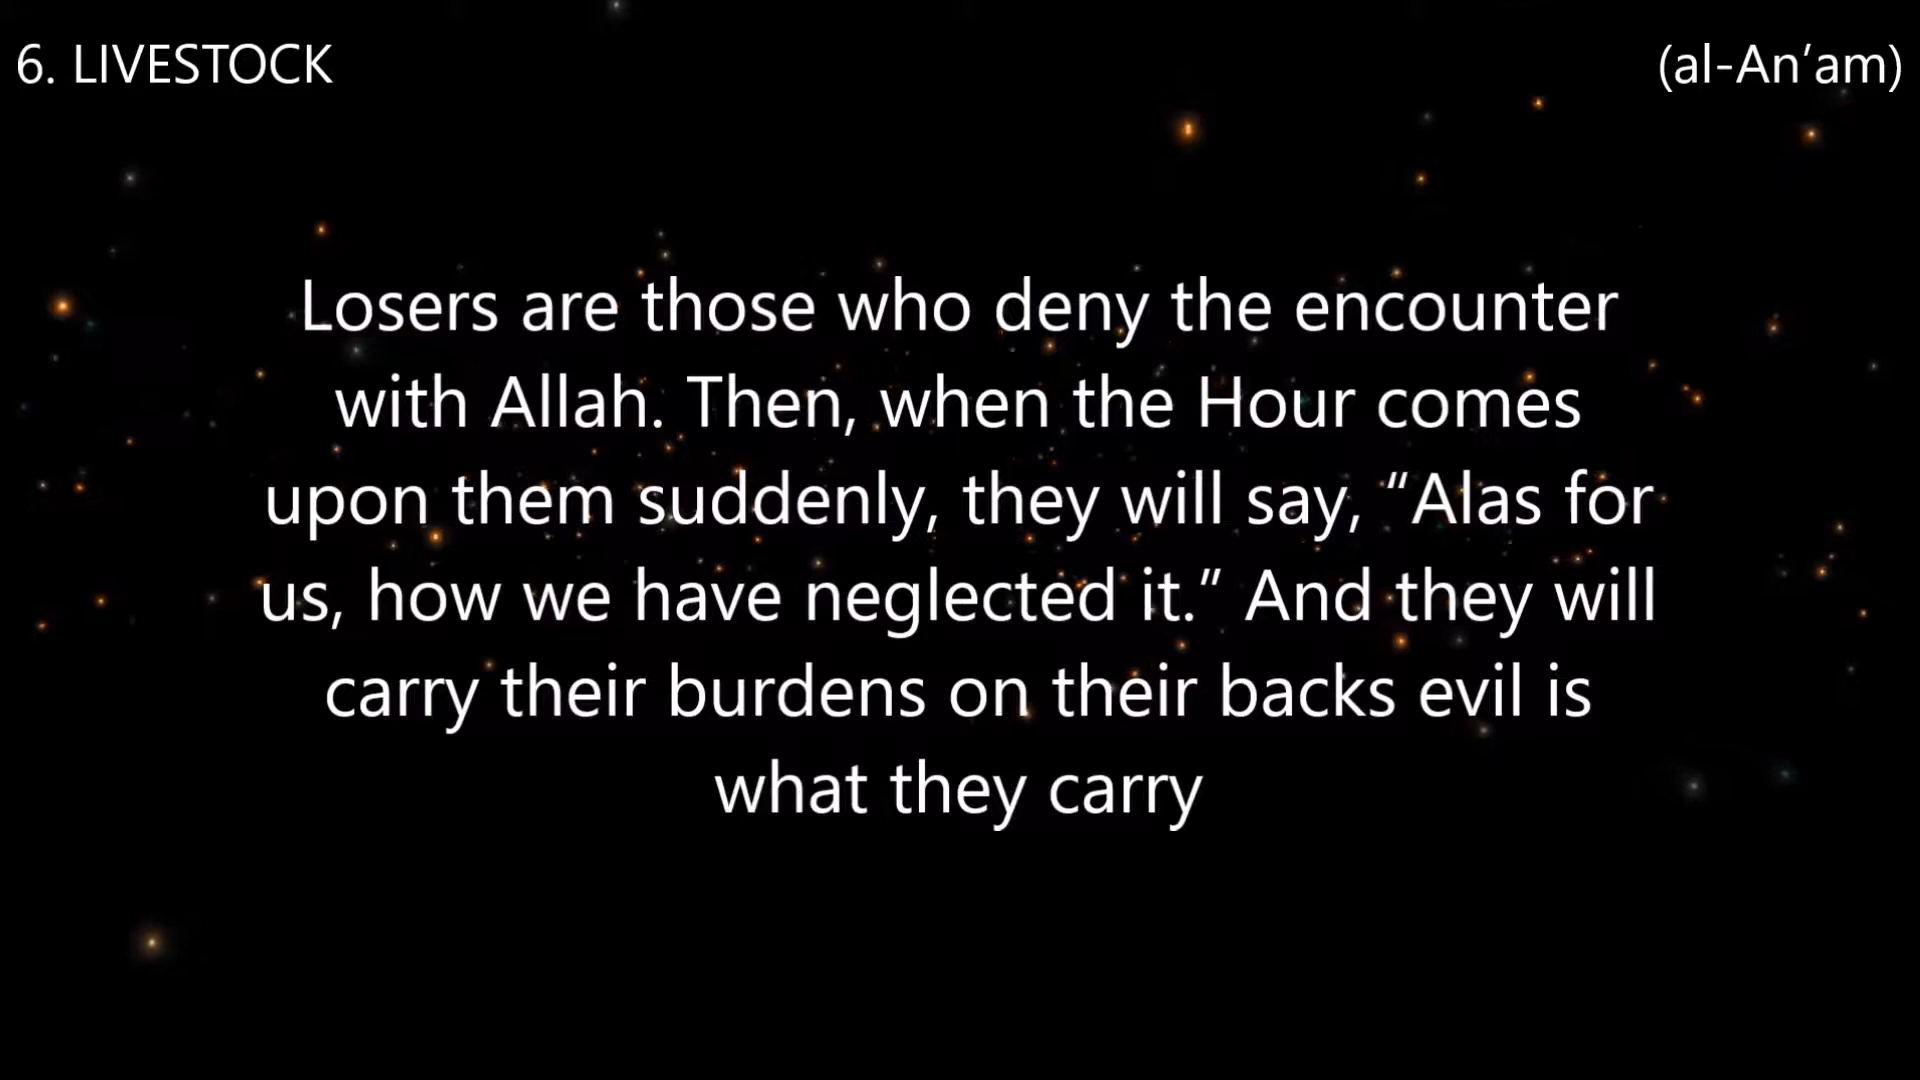 6. LIVESTOCK
(al-An’am)
Losers are those who deny the encounter
with Allah. Then, when the Hour comes
upon them suddenly, they will say, “Alas for
us, how we have neglected it.” And they will
carry their burdens on their backs evil is
what they carry